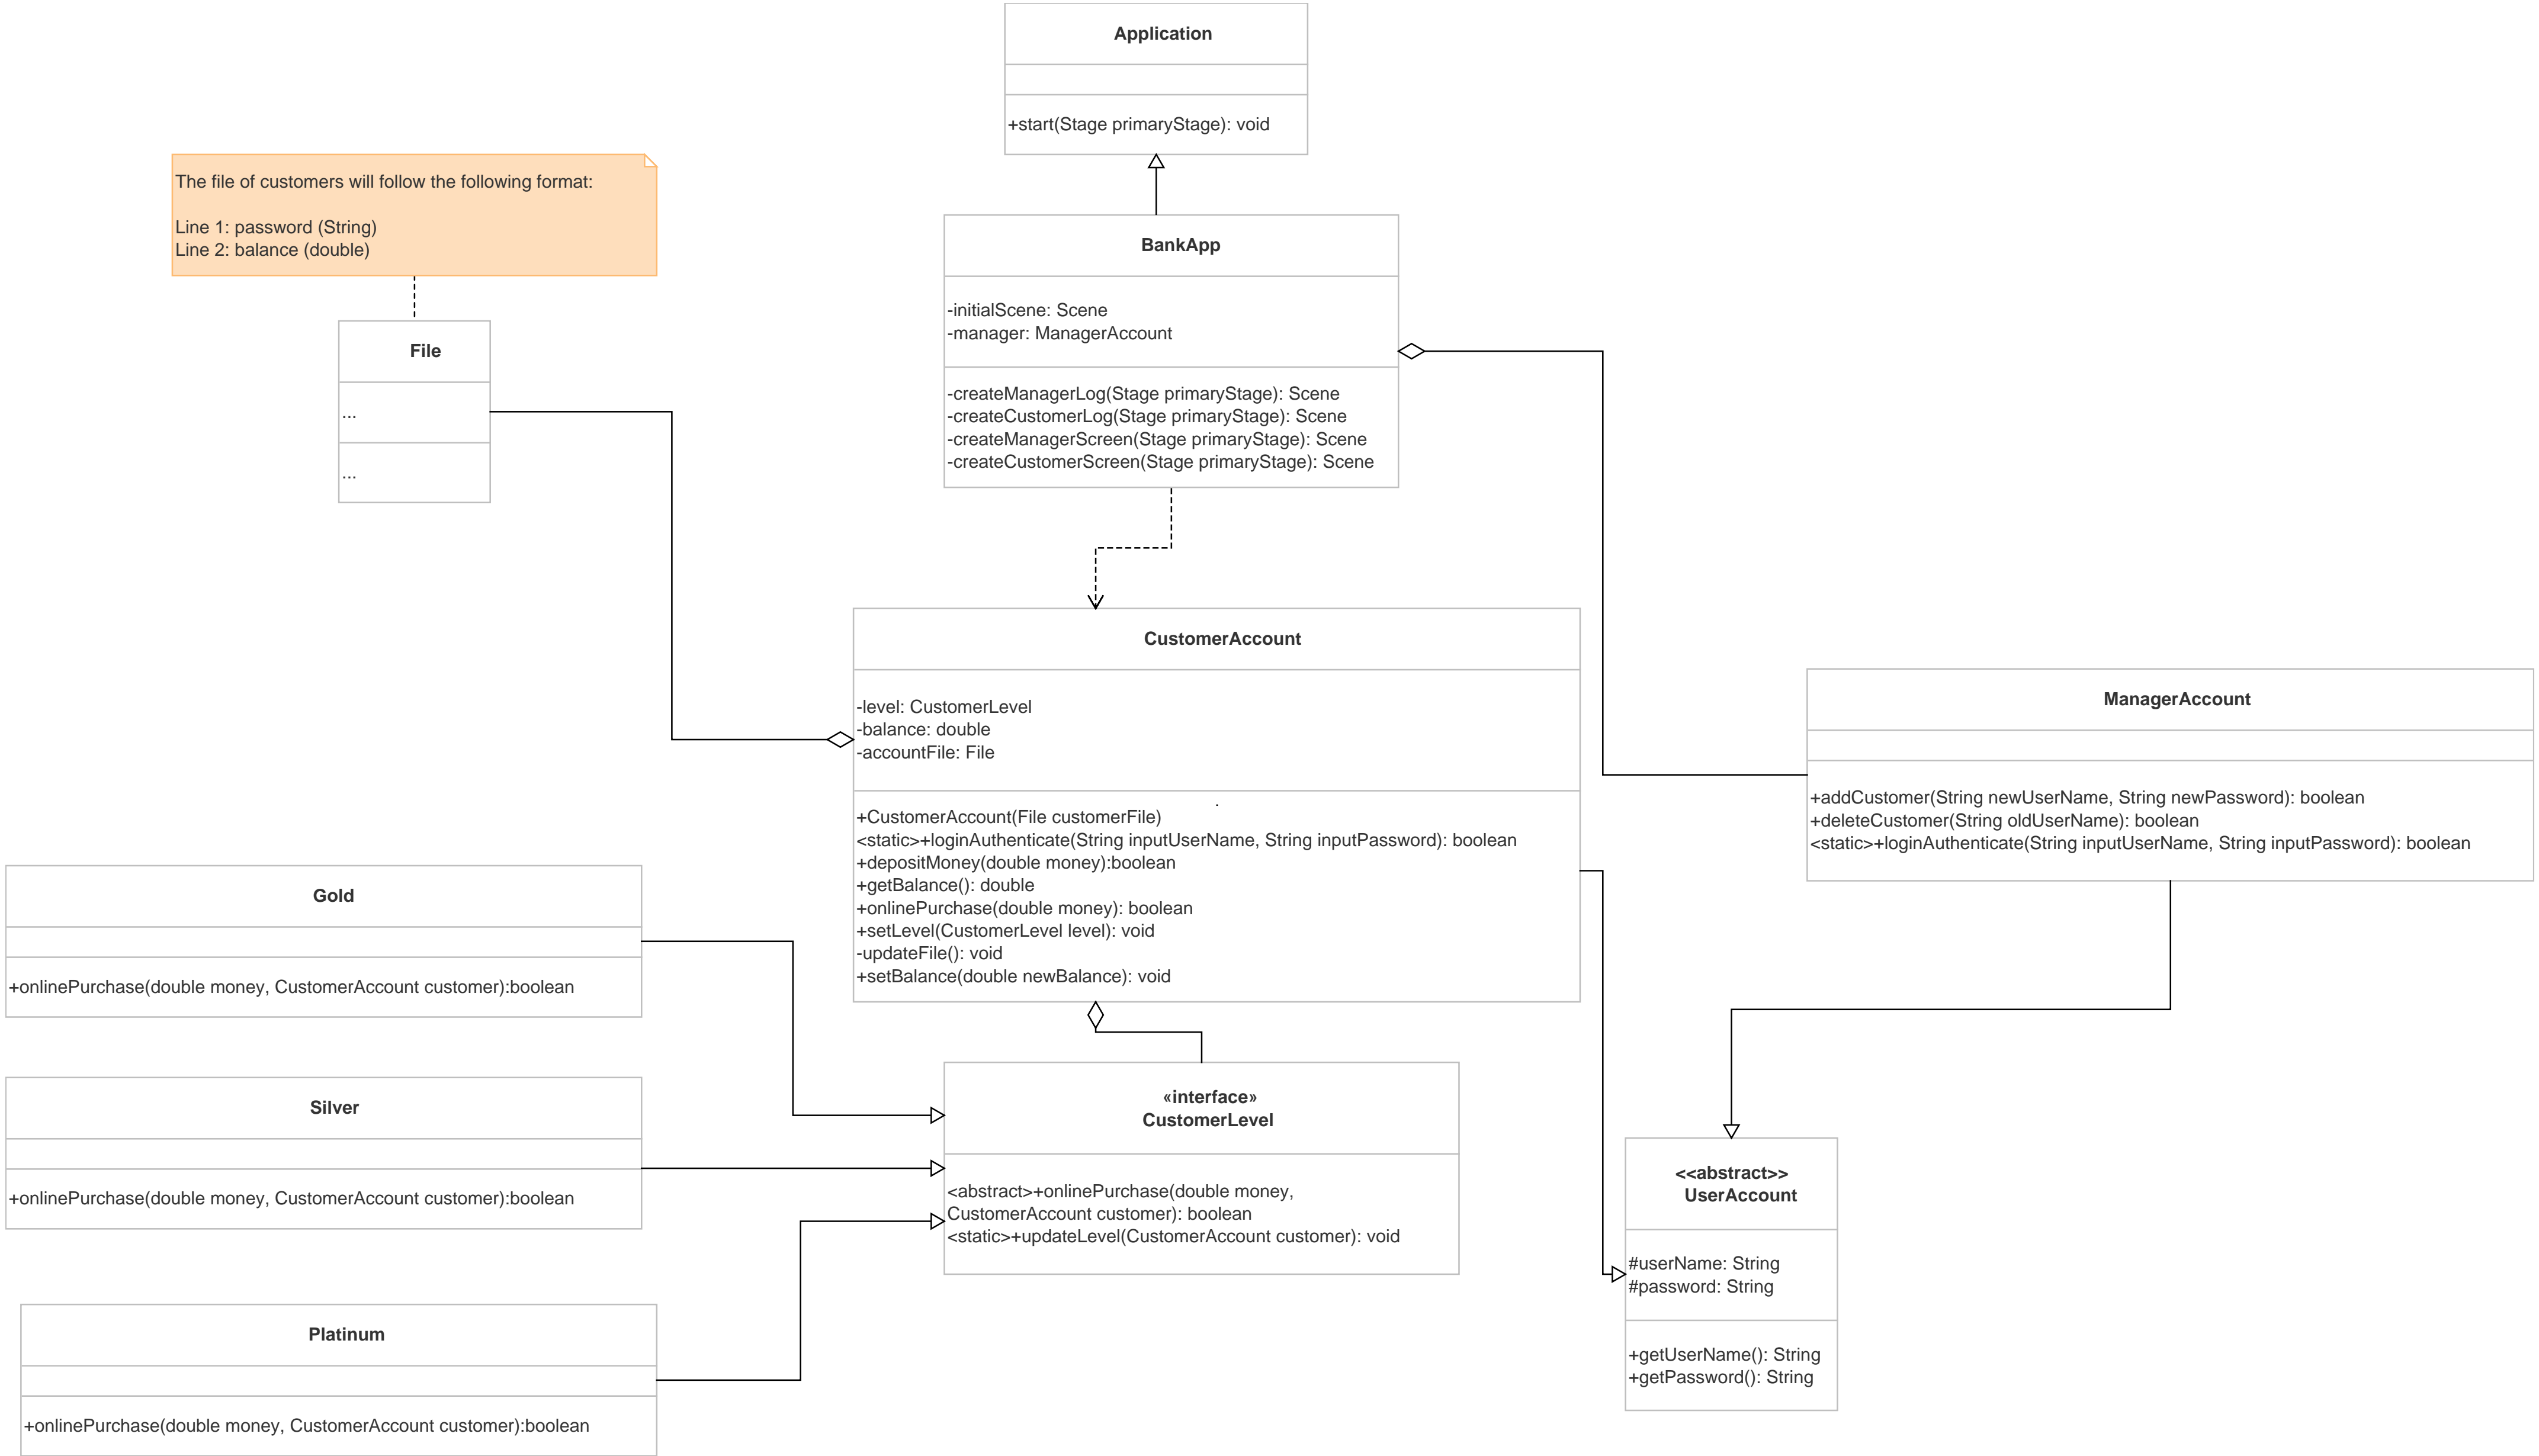 Application
+start(Stage primaryStage): void
The file of customers will follow the following format:
Line 1: password (String)
Line 2: balance (double)
File
...
...
BankApp
-initialScene: Scene
-manager: ManagerAccount
-createManagerLog(Stage primaryStage): Scene
-createCustomerLog(Stage primaryStage): Scene
-createManagerScreen(Stage primaryStage): Scene
-createCustomerScreen(Stage primaryStage): Scene
CustomerAccount
-level: CustomerLevel
-balance: double
-accountFile: File
.
+CustomerAccount(File customerFile)
<static>+loginAuthenticate(String inputUserName, String inputPassword): boolean
+depositMoney(double money):boolean
+getBalance(): double
+onlinePurchase(double money): boolean
+setLevel(CustomerLevel level): void
-updateFile(): void
+setBalance(double newBalance): void
ManagerAccount
+addCustomer(String newUserName, String newPassword): boolean
+deleteCustomer(String oldUserName): boolean
<static>+loginAuthenticate(String inputUserName, String inputPassword): boolean
Gold
+onlinePurchase(double money, CustomerAccount customer):boolean
Silver
+onlinePurchase(double money, CustomerAccount customer):boolean
Platinum
+onlinePurchase(double money, CustomerAccount customer):boolean
«interface»
CustomerLevel
<abstract>+onlinePurchase(double money,
CustomerAccount customer): boolean
<static>+updateLevel(CustomerAccount customer): void
<<abstract>>
UserAccount
#userName: String
#password: String
+getUserName(): String
+getPassword(): String